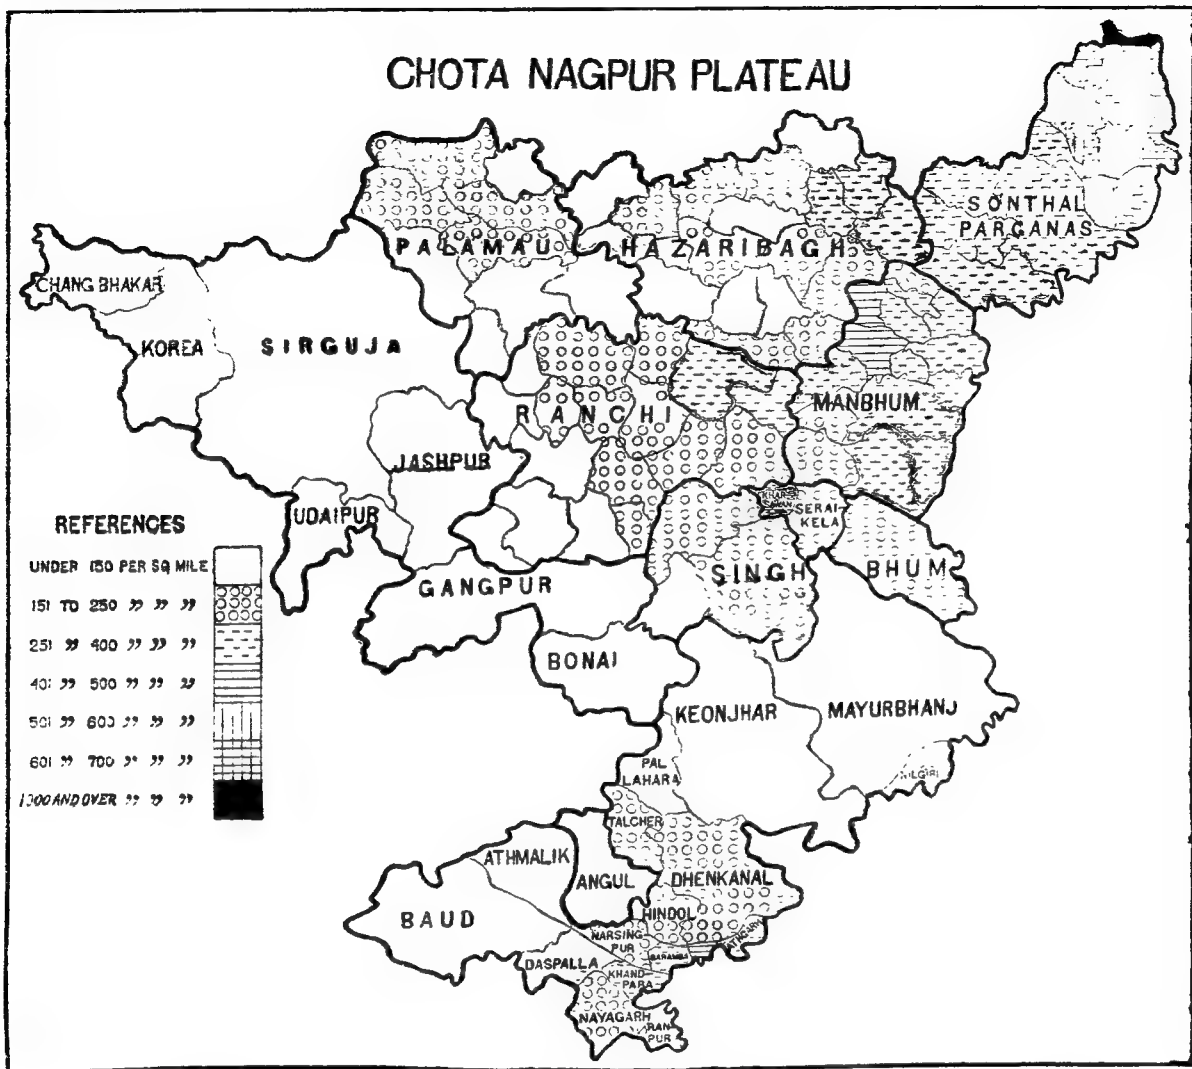 CHOTA NAGPUR PLATEAU
SONTHAL
PARGANAS
PALAMAU
HAZARIBAGH
CHANG BHAKAR
KOREA
SIRGUJA
RANCHI
MANBHUM
JASHPUR
UDAIPUR
SERAI-
KELA
SINGH
BHUM
GANGPUR
BONAI
KEONJHAR
MAYURBHANJ
NILGIRI
PAL
LAHARA
TALCHER
ATHMALIK
ANGUL
DHENKANAL
BAUD
HINDOL
NARSING
PUR
BARAMBA
DASPALLA
KHAND
PARA
NAYAGARH
RAN
PUR
REFERENCES
UNDER 150 PER SQ MILE
151 TO 250 " " "
251 " 400 " " "
401 " 500 " " "
501 " 600 " " "
601 " 700 " " "
AND OVER " " "